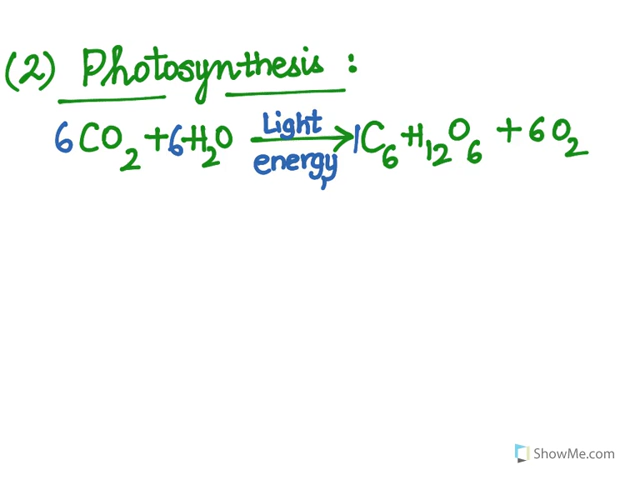 (2) Photosynthesis :
6CO₂ + 6H₂O Light energy → 1C₆H₁₂O₆ + 6O₂
ShowMe.com